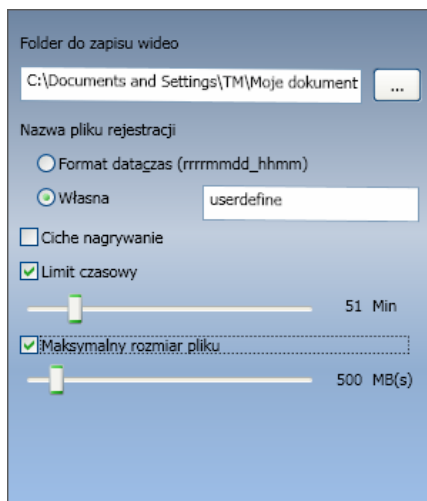 Folder do zapisu wideo
C:\Documents and Settings\TM\Moje dokument
...
Nazwa pliku rejestracji
Format dataczas (rrrrmmdd_hhmm)
Własna
userdefine
Ciche nagrywanie
Limit czasowy
51 Min
Maksymalny rozmiar pliku
500 MB(s)